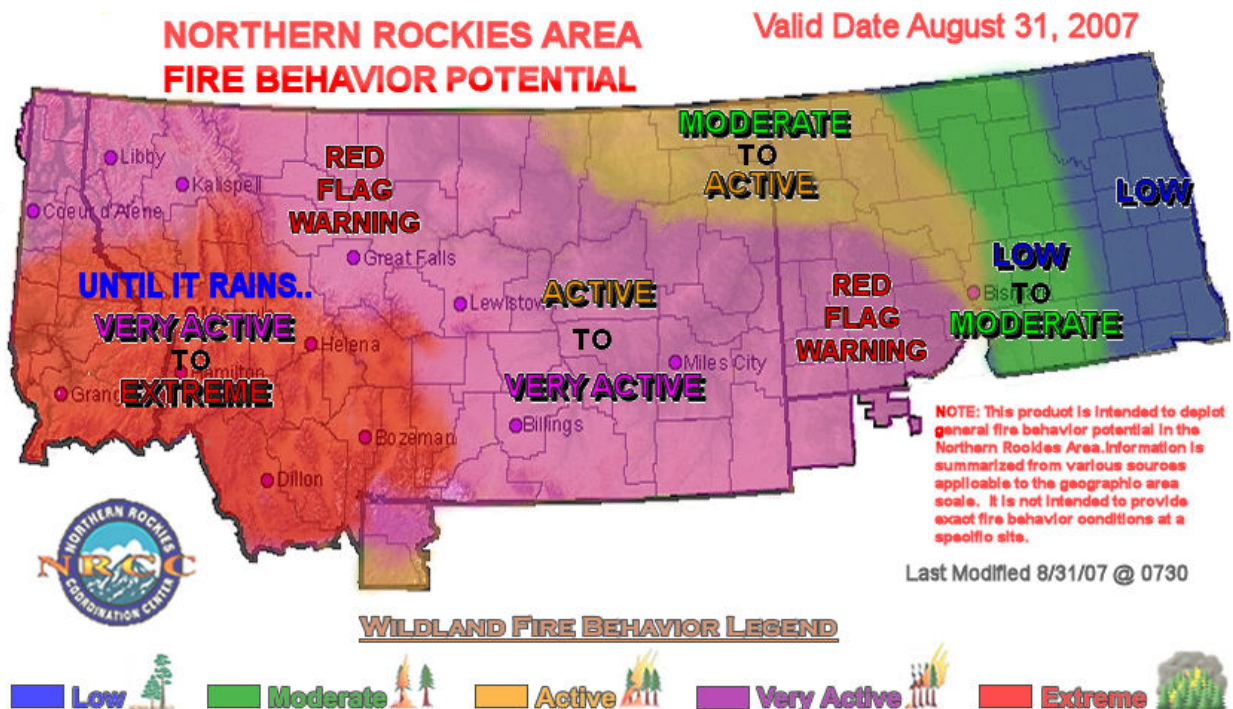 NORTHERN ROCKIES AREA
FIRE BEHAVIOR POTENTIAL
Valid Date August 31, 2007
MODERATE
TO
ACTIVE
Libby
Kalispell
RED
FLAG
WARNING
LOW
Coeur d'Alene
Great Falls
LOW
TO
MODERATE
UNTIL IT RAINS..
VERY ACTIVE
TO
EXTREME
Lewistow
ACTIVE
TO
VERY ACTIVE
RED
FLAG
WARNING
Helena
Miles City
Hamilton
Bozeman
Billings
Dillon
NOTE: This product is intended to depict
general fire behavior potential in the
Northern Rockies Area.Information is
summarized from various sources
applicable to the geographic area
scale. It is not intended to provide
exact fire behavior conditions at a
specific site.
NORTHERN ROCKIES
NRCC
COORDINATION CENTER
Last Modified 8/31/07 @ 0730
WILDLAND FIRE BEHAVIOR LEGEND
Low
Moderate
Active
Very Active
Extreme